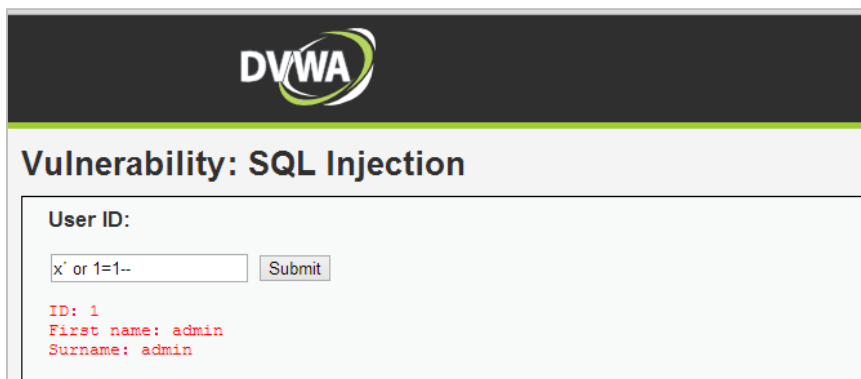 DVWA
Vulnerability: SQL Injection
User ID:
x' or 1=1--
Submit
ID: 1
First name: admin
Surname: admin